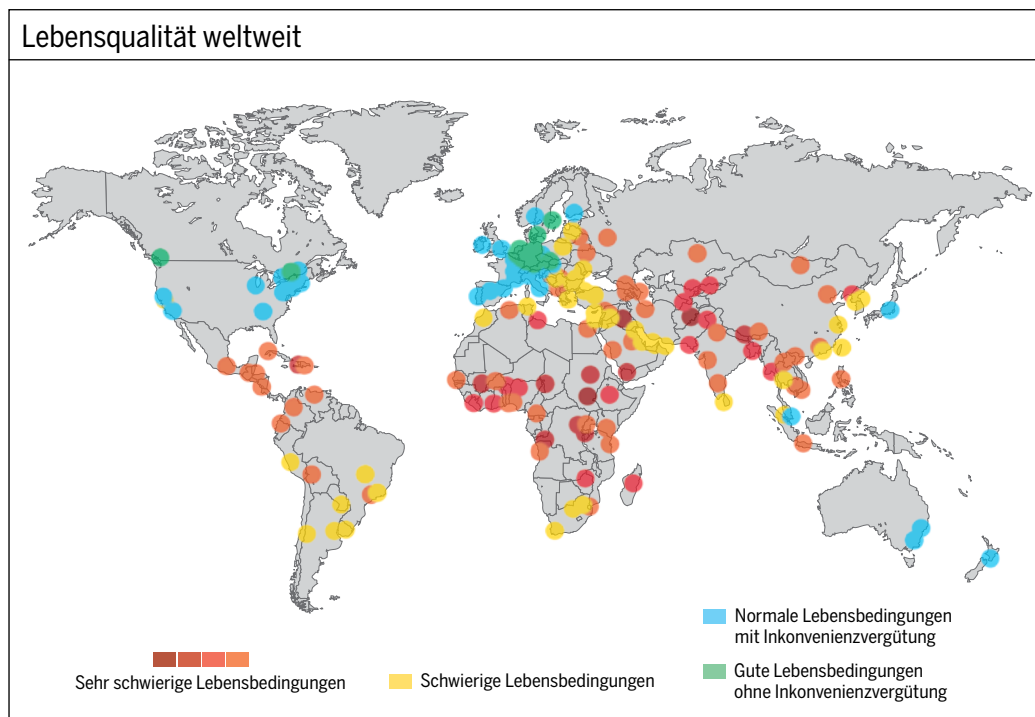 Lebensqualität weltweit
Sehr schwierige Lebensbedingungen
Schwierige Lebensbedingungen
Normale Lebensbedingungen
mit Inkonvenienzvergütung
Gute Lebensbedingungen
ohne Inkonvenienzvergütung